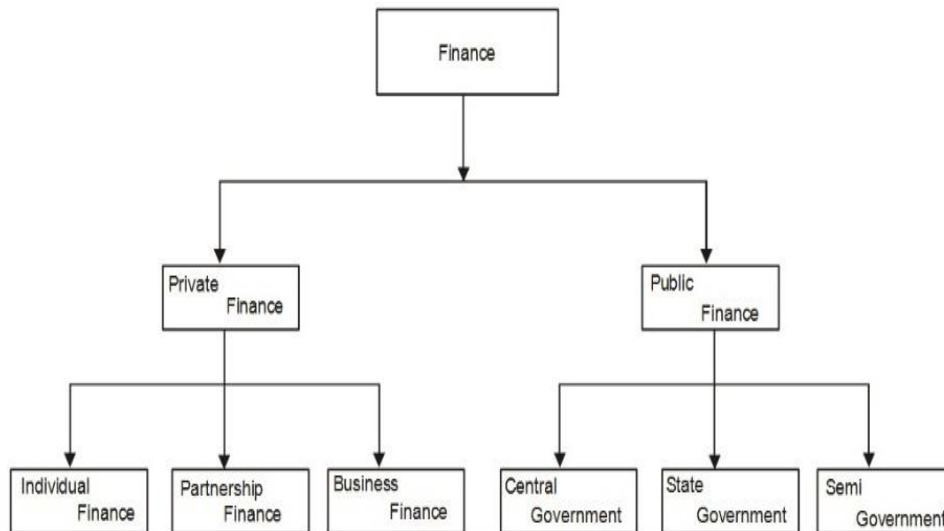 Finance
Private
Finance
Public
Finance
Individual
Finance
Partnership
Finance
Business
Finance
Central
Government
State
Government
Semi
Government